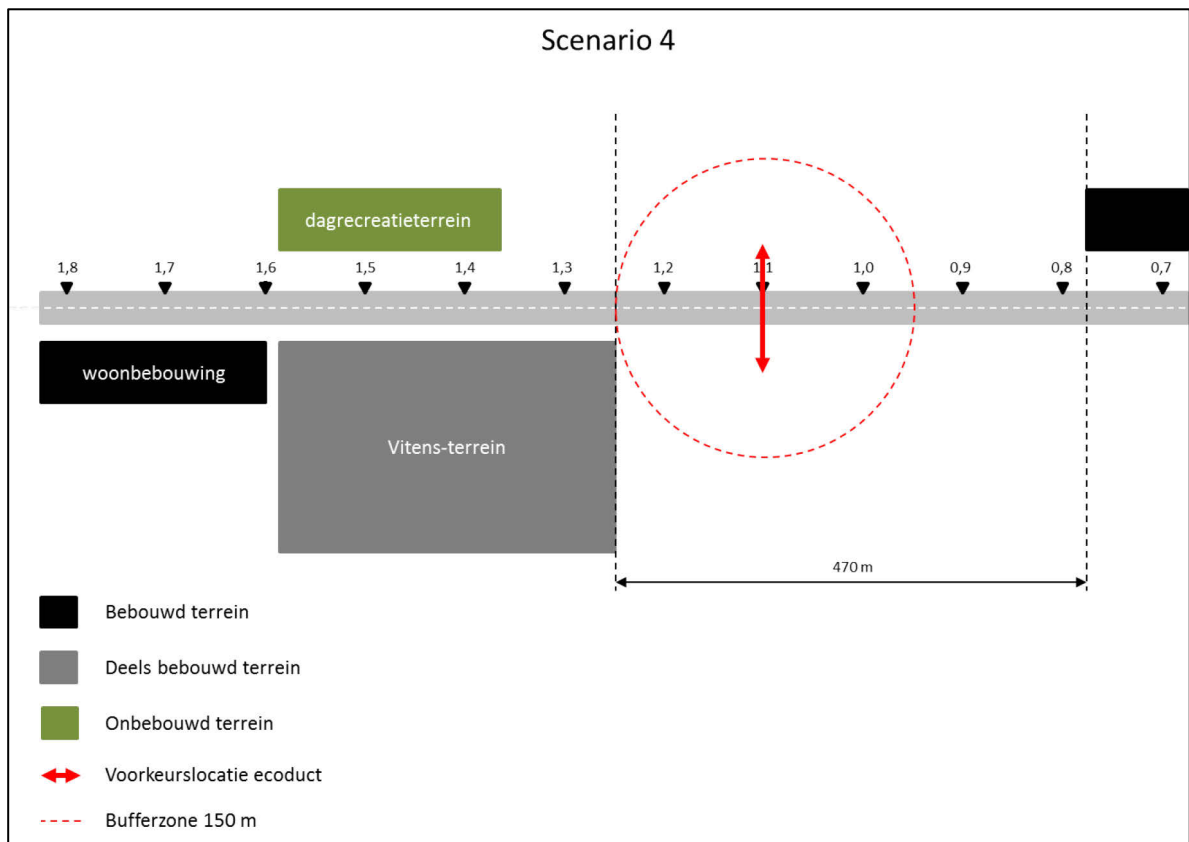 Scenario 4
dagrecreatieterrein
1,8 1,7 1,6 1,5 1,4 1,3 1,2 1,1 1,0 0,9 0,8 0,7
woonbebouwing
Vitens-terrein
470 m
Bebouwd terrein
Deels bebouwd terrein
Onbebouwd terrein
Voorkeurslocatie ecoduct
Bufferzone 150 m